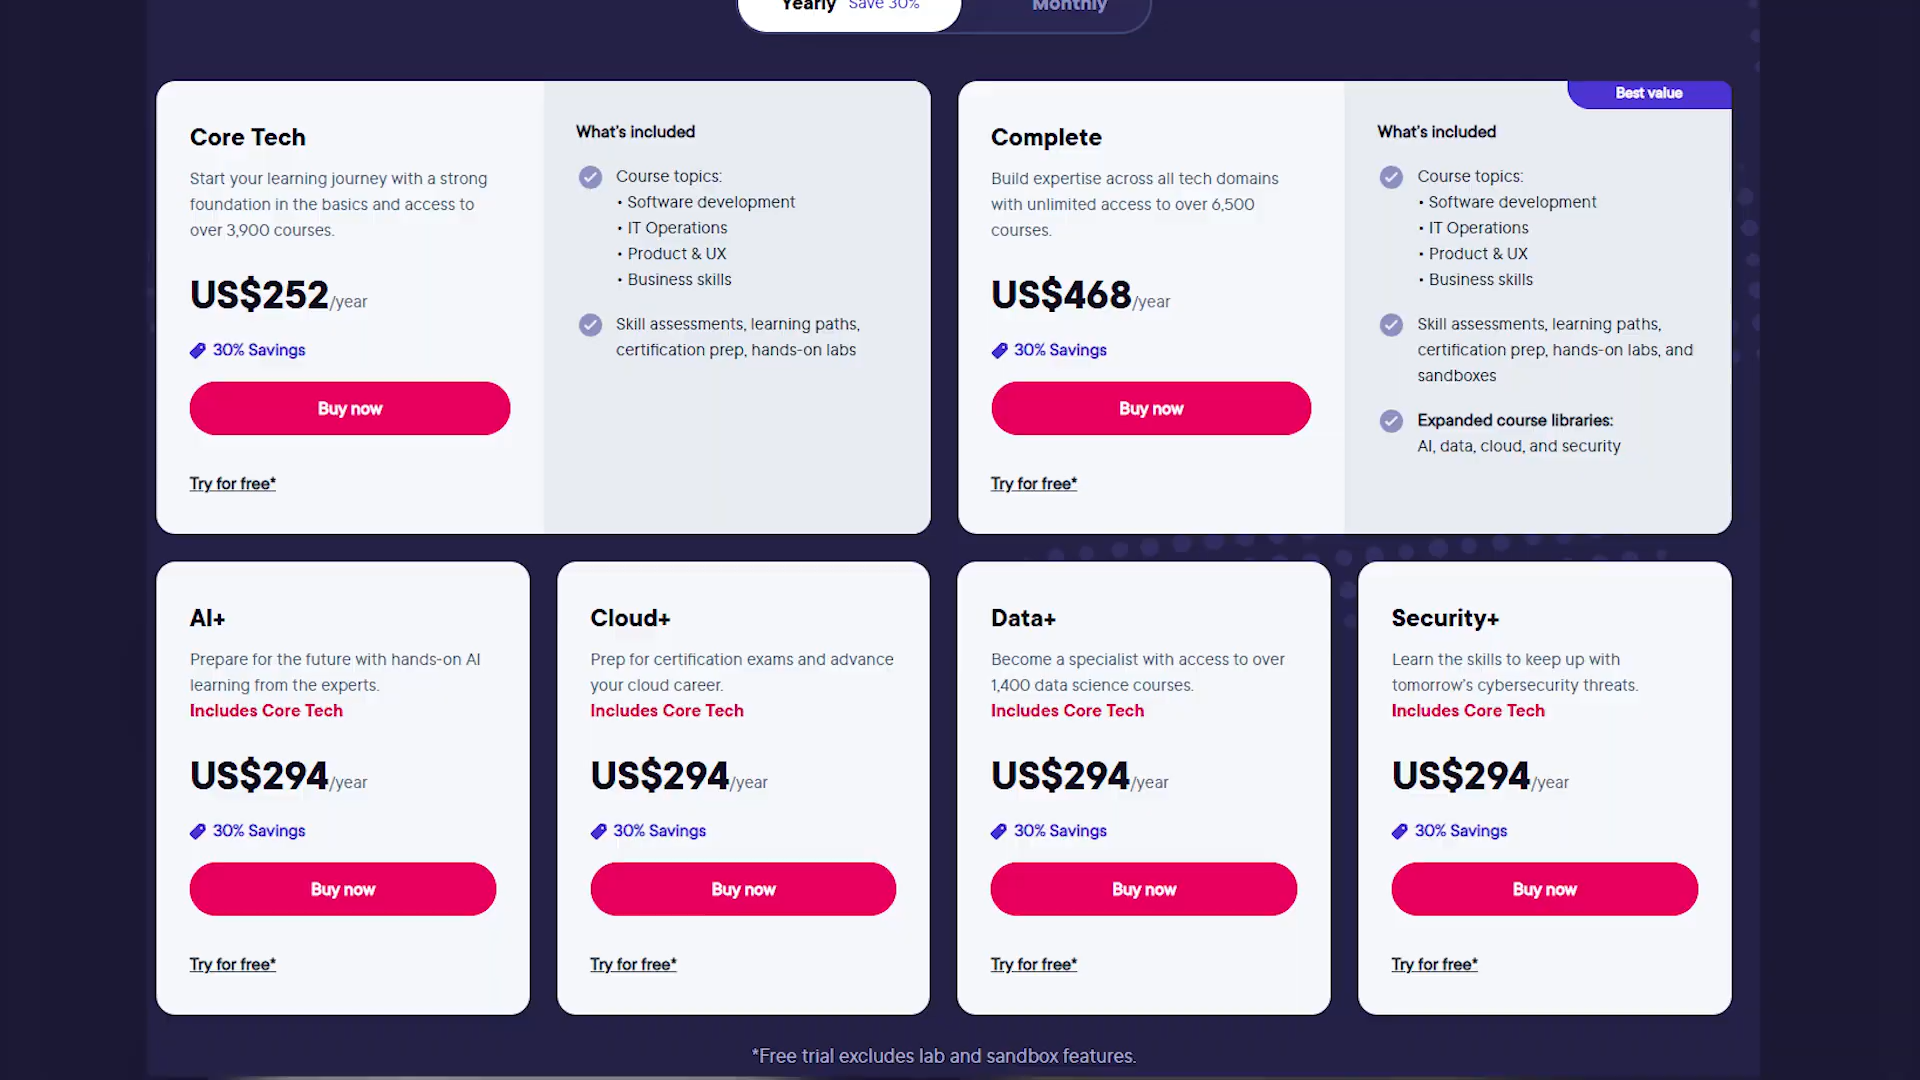 Yearly Save 30% Monthly
Best value
Core Tech
Start your learning journey with a strong
foundation in the basics and access to
over 3,900 courses.
US$252/year
30% Savings
Buy now
Try for free*
What's included
Course topics:
• Software development
• IT Operations
• Product & UX
• Business skills
Skill assessments, learning paths,
certification prep, hands-on labs
Complete
Build expertise across all tech domains
with unlimited access to over 6,500
courses.
US$468/year
30% Savings
Buy now
Try for free*
What's included
Course topics:
• Software development
• IT Operations
• Product & UX
• Business skills
Skill assessments, learning paths,
certification prep, hands-on labs, and
sandboxes
Expanded course libraries:
AI, data, cloud, and security
AI+
Prepare for the future with hands-on AI
learning from the experts.
Includes Core Tech
US$294/year
30% Savings
Buy now
Try for free*
Cloud+
Prep for certification exams and advance
your cloud career.
Includes Core Tech
US$294/year
30% Savings
Buy now
Try for free*
Data+
Become a specialist with access to over
1,400 data science courses.
Includes Core Tech
US$294/year
30% Savings
Buy now
Try for free*
Security+
Learn the skills to keep up with
tomorrow's cybersecurity threats.
Includes Core Tech
US$294/year
30% Savings
Buy now
Try for free*
*Free trial excludes lab and sandbox features.